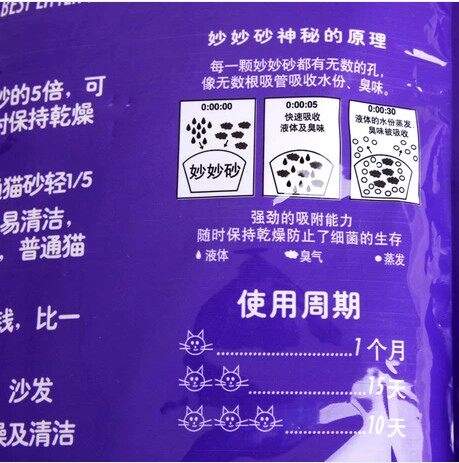 BEST LITTER
妙妙砂神秘的原理
每一颗妙妙砂都有无数的孔,
像无数根吸管吸收水份、臭味。
0:00:00
妙妙砂
0:00:05
快速吸收
液体及臭味
0:00:30
液体的水份蒸发,
臭味被吸收
强劲的吸附能力
随时保持乾燥防止了细菌的生存
液体
臭气
蒸发
使用周期
1个月
15天
10天
的5倍，可
时保持乾燥
猫砂轻1/5
易清洁，
，普通猫
钱，比一
沙发
及清洁